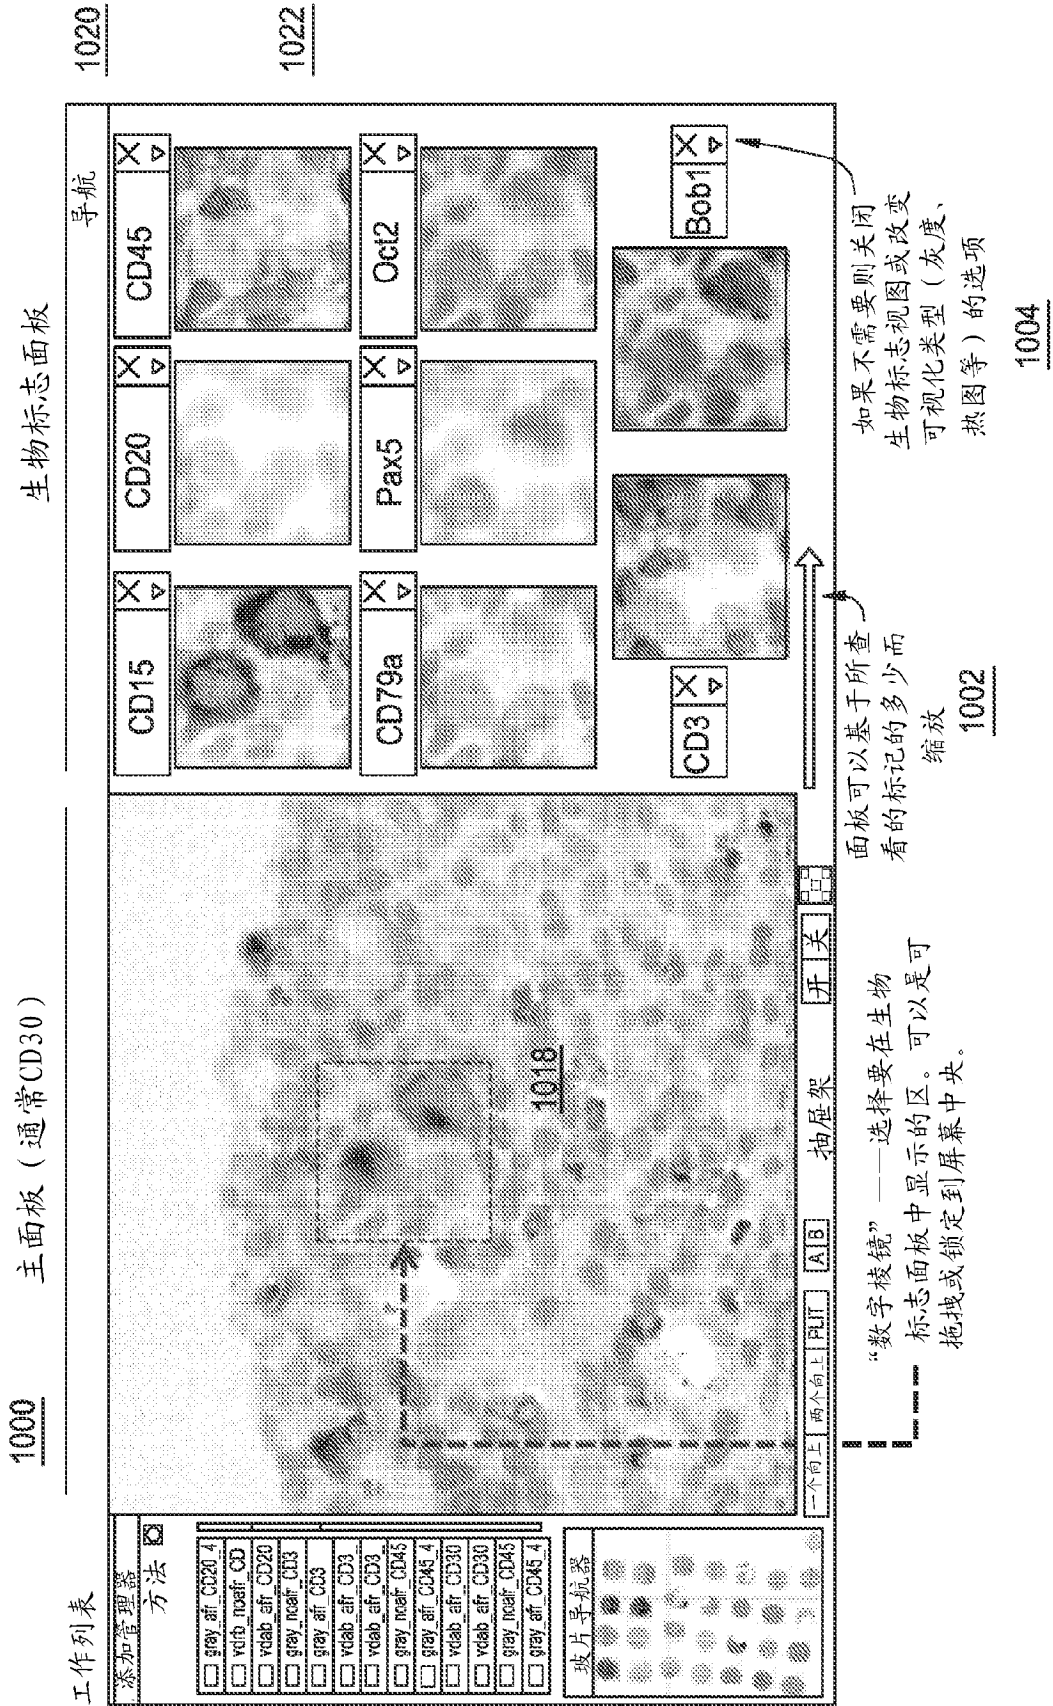 1000
主面板（通常CD30）
生物标志面板
1020
1022
工作列表
添加管理器
方法
导航
gray_afr_CD20_4
vdrb_noafr_CD
vdab_afr_CD20
gray_noafr_CD3
gray_afr_CD3
vdab_afr_CD3
vdab_afr_CD3
gray_noafr_CD45
gray_afr_CD45_4
vdab_afr_CD30
vdab_afr_CD30
gray_noafr_CD45
gray_afr_CD45_4
玻片导航器
1018
CD15
CD20
CD45
CD79a
Pax5
Oct2
CD3
Bob1
一个向上
两个向上
PLIT
A
B
抽屉架
开
关
“数字棱镜”——选择要在生物
标志面板中显示的区。可以是可
拖拽或锁定到屏幕中央。
面板可以基于所查
看的标记的多少而
缩放
1002
如果不需要则关闭
生物标志视图或改变
可视化类型（灰度、
热图等）的选项
1004